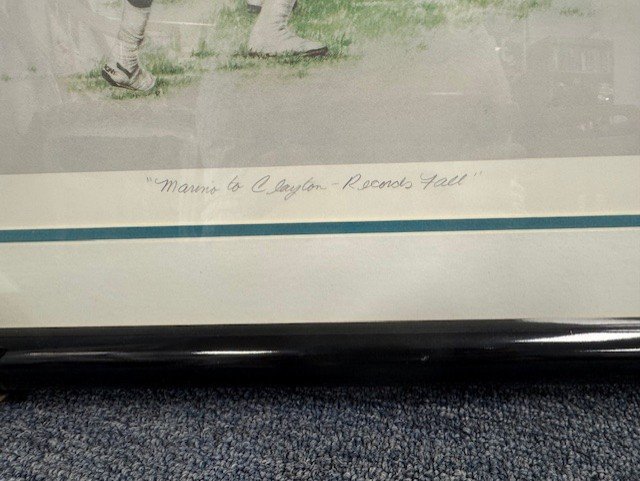 "Marino to Clayton - Records Fall"